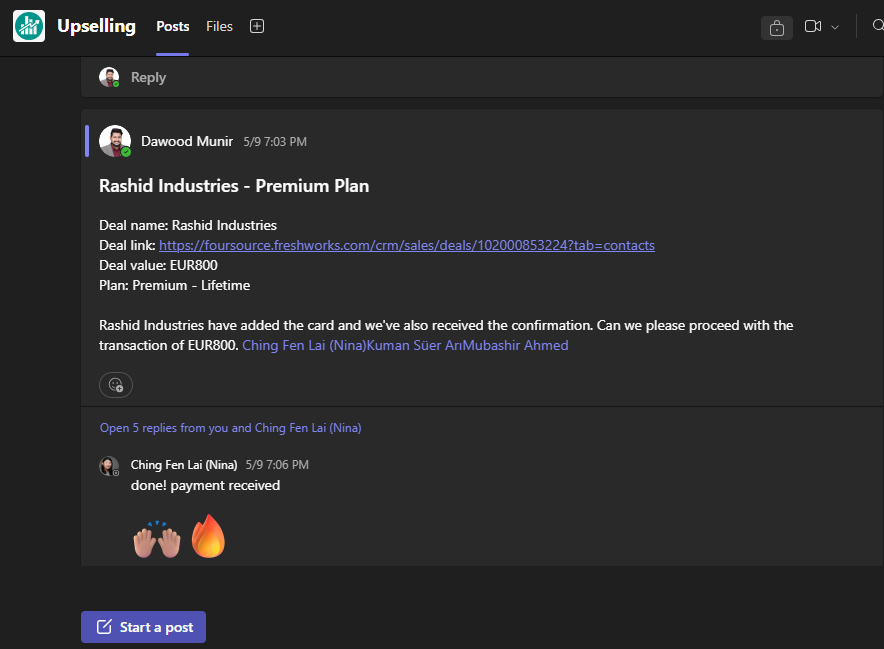 Upselling
Posts
Files
Reply
Dawood Munir 5/9 7:03 PM
Rashid Industries - Premium Plan
Deal name: Rashid Industries
Deal link: https://foursource.freshworks.com/crm/sales/deals/102000853224?tab=contacts
Deal value: EUR800
Plan: Premium - Lifetime
Rashid Industries have added the card and we've also received the confirmation. Can we please proceed with the
transaction of EUR800. Ching Fen Lai (Nina)Kuman Süer ArıMubashir Ahmed
Open 5 replies from you and Ching Fen Lai (Nina)
Ching Fen Lai (Nina) 5/9 7:06 PM
done! payment received
Start a post